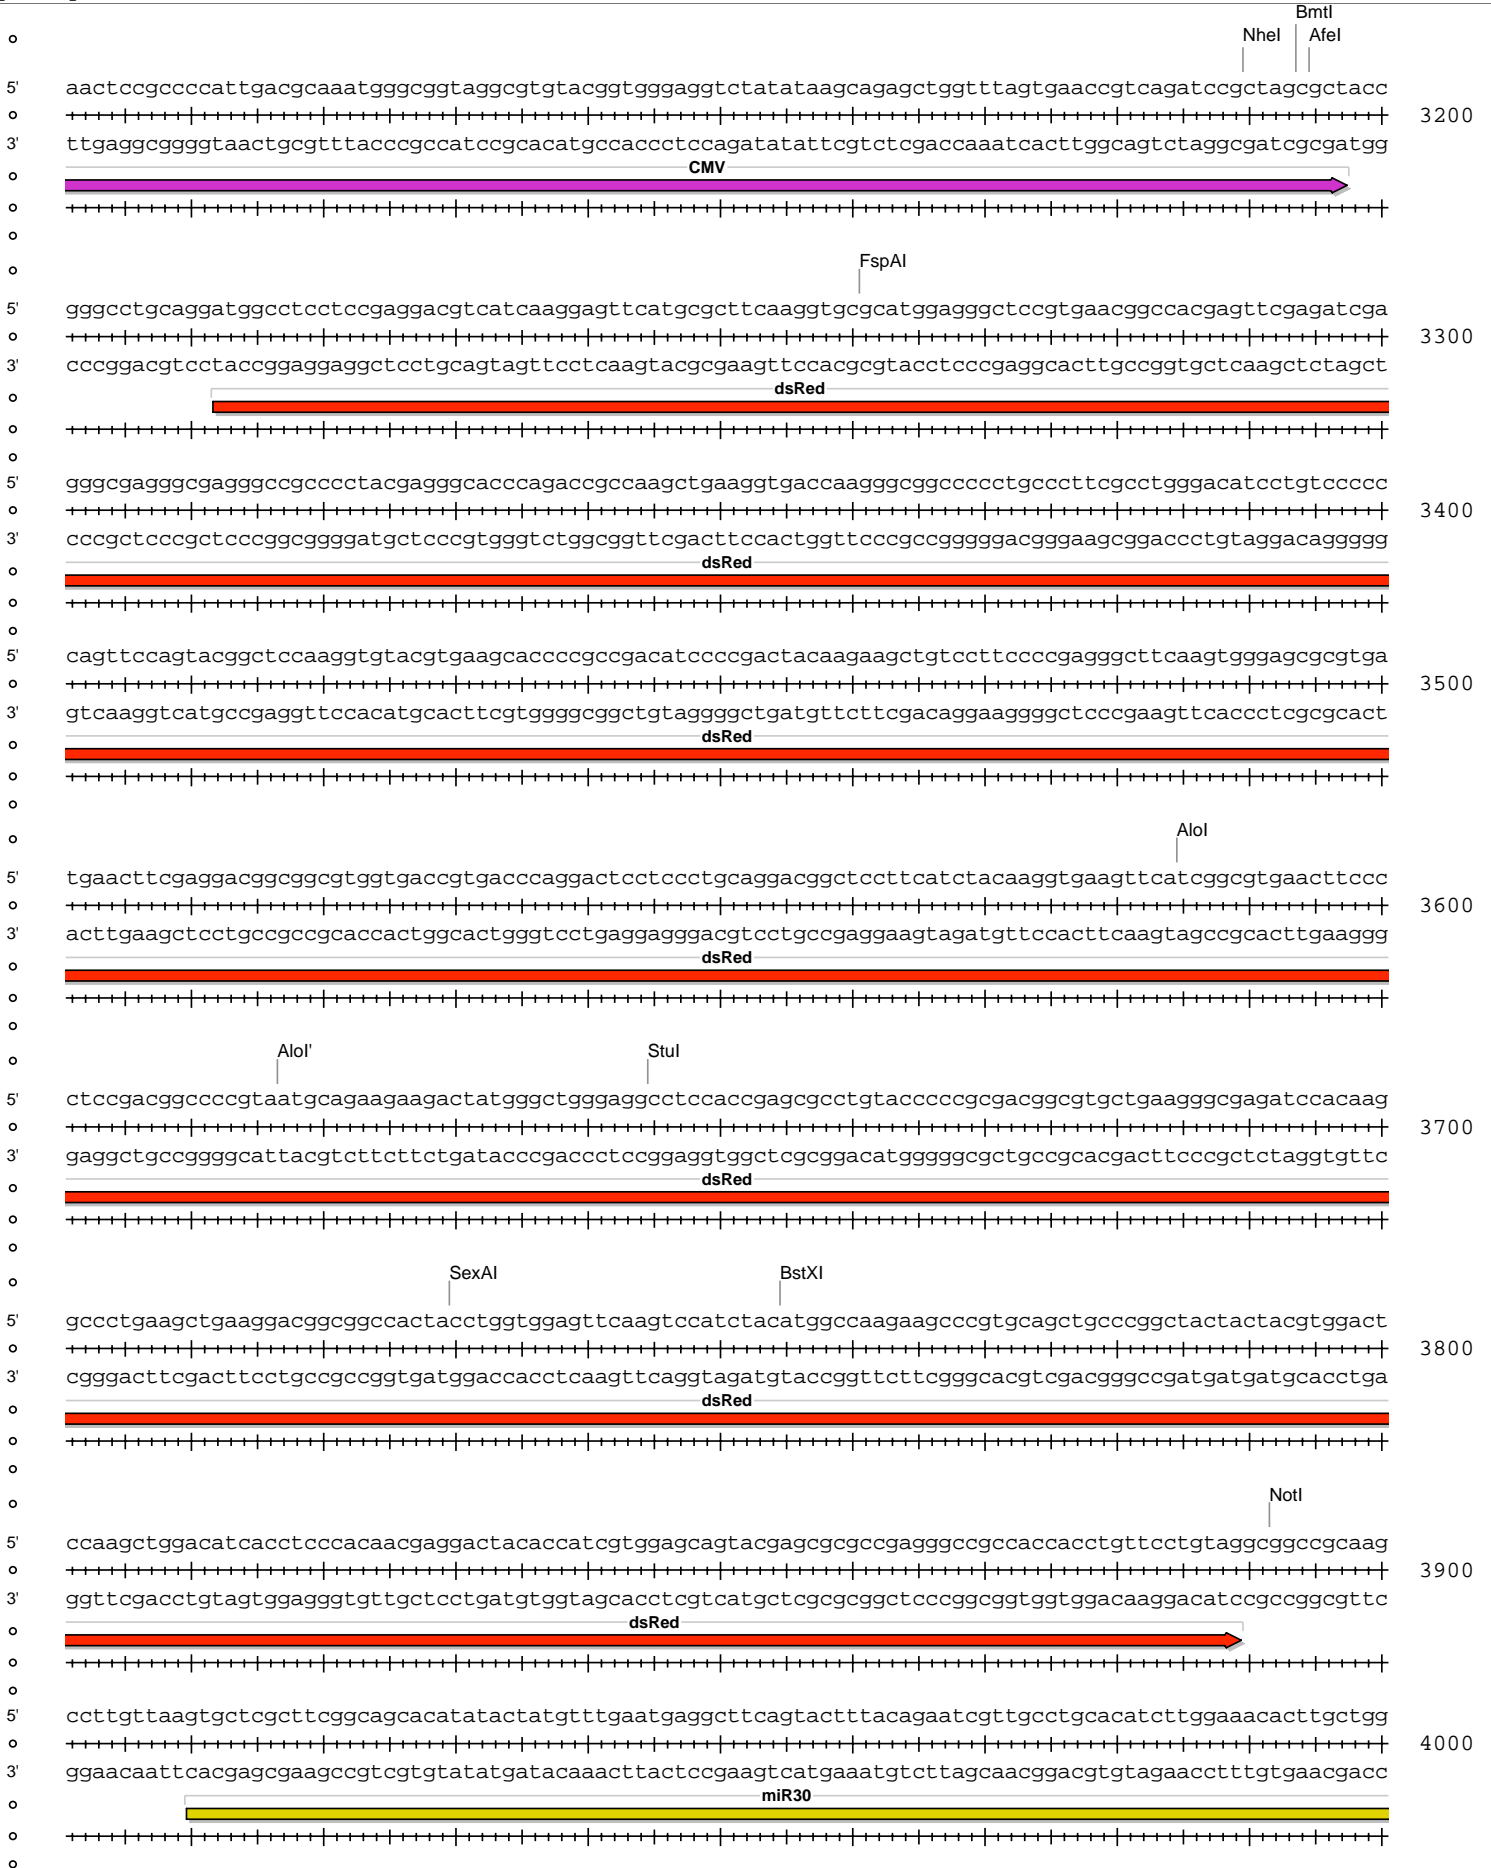 BmtI
NheI AfeI
5' aactccgccccattgacgcaaatgggcggtaggcgtgtacggtgggaggtctatataagcagagctggtttagtgaaccgtcagatccgctagcgctacc
3200
3' ttgaggcggggtaactgcgtttacccgccatccgcacatgccaccctccagatatattcgtctcgaccaaatcacttggcagtctaggcgatcgcgatgg
CMV
FspAI
5' gggcctgcaggatggcctcctccgaggacgtcatcaaggagttcatgcgcttcaaggtgcgcatggagggctccgtgaacggccacgagttcgagatcga
3300
3' cccggacgtcctaccggaggaggctcctgcagtagttcctcaagtacgcgaagttccacgcgtacctcccgaggcacttgccggtgctcaagctctagct
dsRed
5' gggcgagggcgagggccgcccctacgagggcacccagaccgccaagctgaaggtgaccaagggcggccccctgcccttcgcctgggacatcctgtccccc
3400
3' cccgctcccgctcccggcggggatgctcccgtgggtctggcggttcgacttccactggttcccgccgggggacgggaagcggaccctgtaggacaggggg
dsRed
5' cagttccagtacggctccaaggtgtacgtgaagcaccccgccgacatccccgactacaagaagctgtccttccccgagggcttcaagtgggagcgcgtga
3500
3' gtcaaggtcatgccgaggttccacatgcacttcgtggggcggctgtaggggctgatgttcttcgacaggaaggggctcccgaagttcaccctcgcgcact
dsRed
AloI
5' tgaacttcgaggacggcggcgtggtgaccgtgacccaggactcctccctgcaggacggctccttcatctacaaggtgaagttcatcggcgtgaacttccc
3600
3' acttgaagctcctgccgccgcaccactggcactgggtcctgaggagggacgtcctgccgaggaagtagatgttccacttcaagtagccgcacttgaaggg
dsRed
AloI' StuI
5' ctccgacggccccgtaatgcagaagaagactatgggctgggaggcctccaccgagcgcctgtacccccgcgacggcgtgctgaagggcgagatccacaag
3700
3' gaggctgccggggcattacgtcttcttctgatacccgaccctccggaggtggctcgcggacatgggggcgctgccgcacgacttcccgctctaggtgttc
dsRed
SexAI BstXI
5' gccctgaagctgaaggacggcggccactacctggtggagttcaagtccatctacatggccaagaagcccgtgcagctgcccggctactactacgtggact
3800
3' cgggacttcgacttcctgccgccggtgatggaccacctcaagttcaggtagatgtaccggttcttcgggcacgtcgacgggccgatgatgatgcacctga
dsRed
NotI
5' ccaagctggacatcacctcccacaacgaggactacaccatcgtggagcagtacgagcgcgccgagggccgccaccacctgttcctgtaggcggccgcaag
3900
3' ggttcgacctgtagtggagggtgttgctcctgatgtggtagcacctcgtcatgctcgcgcggctcccggcggtggtggacaaggacatccgccggcgttc
dsRed
5' ccttgttaagtgctcgcttcggcagcacatatactatgtttgaatgaggcttcagtactttacagaatcgttgcctgcacatcttggaaacacttgctgg
4000
3' ggaacaattcacgagcgaagccgtcgtgtatatgatacaaacttactccgaagtcatgaaatgtcttagcaacggacgtgtagaacctttgtgaacgacc
miR30